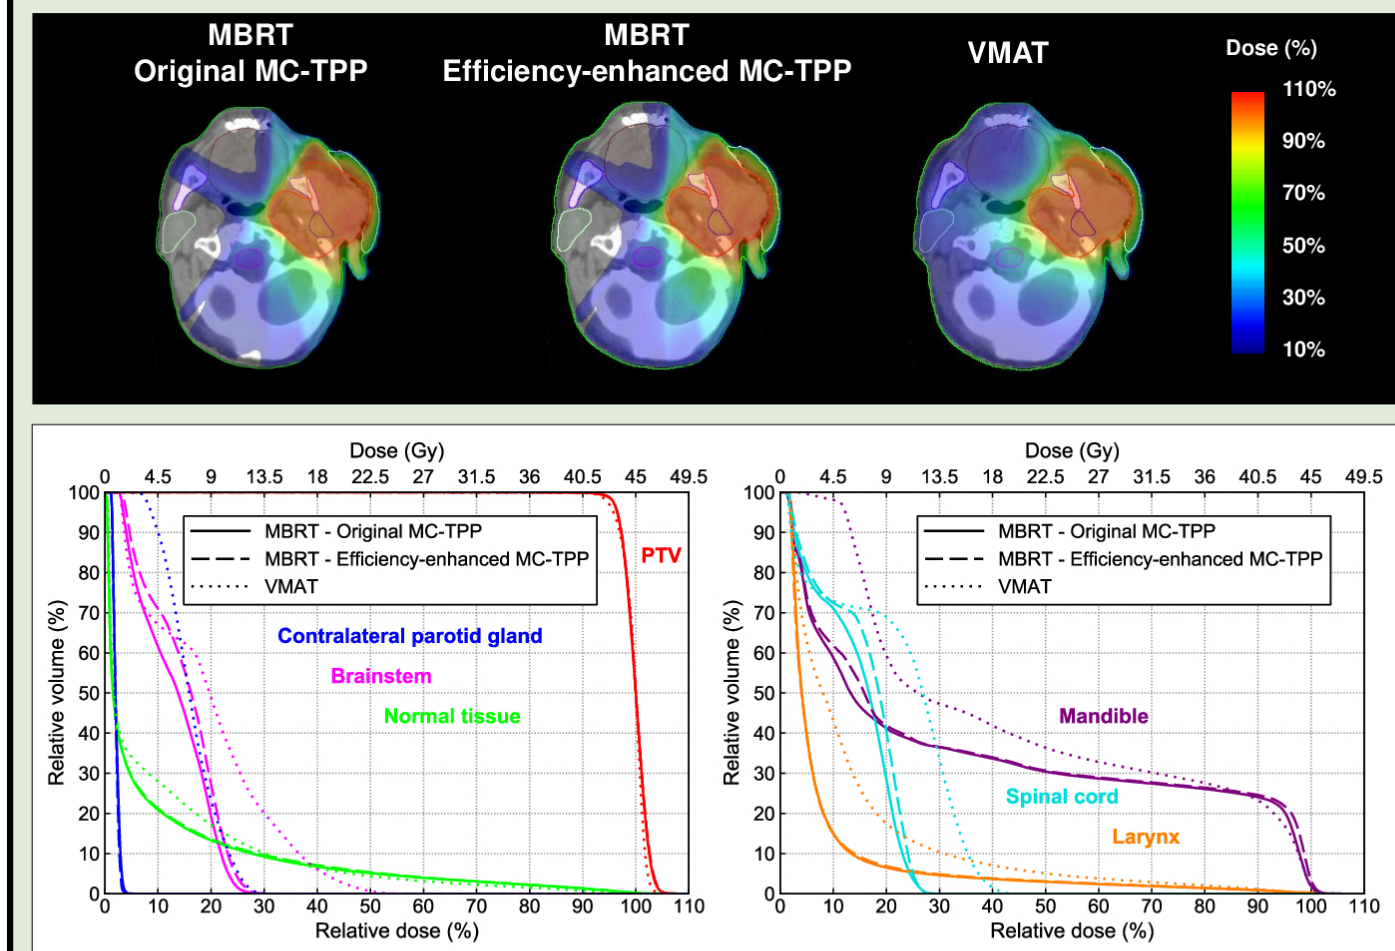 MBRT
Original MC-TPP
MBRT
Efficiency-enhanced MC-TPP
VMAT
Dose (%)
110%
90%
70%
50%
30%
10%
Dose (Gy)
0 4.5 9 13.5 18 22.5 27 31.5 36 40.5 45 49.5
100
90
80
70
60
50
40
30
20
10
0
Relative volume (%)
MBRT - Original MC-TPP
MBRT - Efficiency-enhanced MC-TPP
VMAT
PTV
Contralateral parotid gland
Brainstem
Normal tissue
0 10 20 30 40 50 60 70 80 90 100 110
Relative dose (%)
Dose (Gy)
0 4.5 9 13.5 18 22.5 27 31.5 36 40.5 45 49.5
100
90
80
70
60
50
40
30
20
10
0
Relative volume (%)
MBRT - Original MC-TPP
MBRT - Efficiency-enhanced MC-TPP
VMAT
Mandible
Spinal cord
Larynx
0 10 20 30 40 50 60 70 80 90 100 110
Relative dose (%)